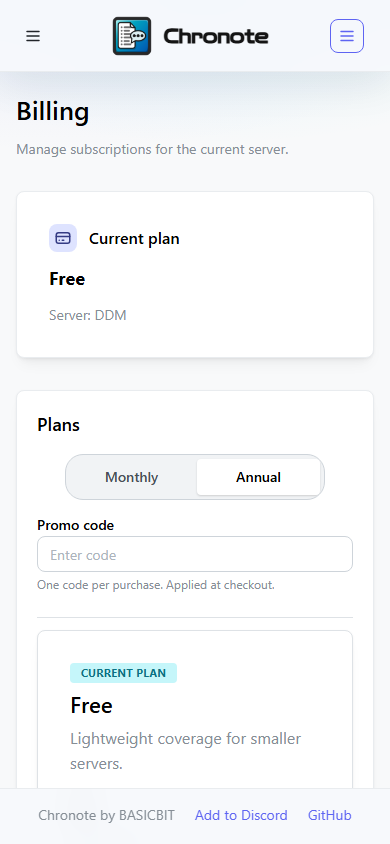 Chronote
Billing
Manage subscriptions for the current server.
Current plan
Free
Server: DDM
Plans
Monthly
Annual
Promo code
Enter code
One code per purchase. Applied at checkout.
CURRENT PLAN
Free
Lightweight coverage for smaller
servers.
Chronote by BASICBIT
Add to Discord
GitHub